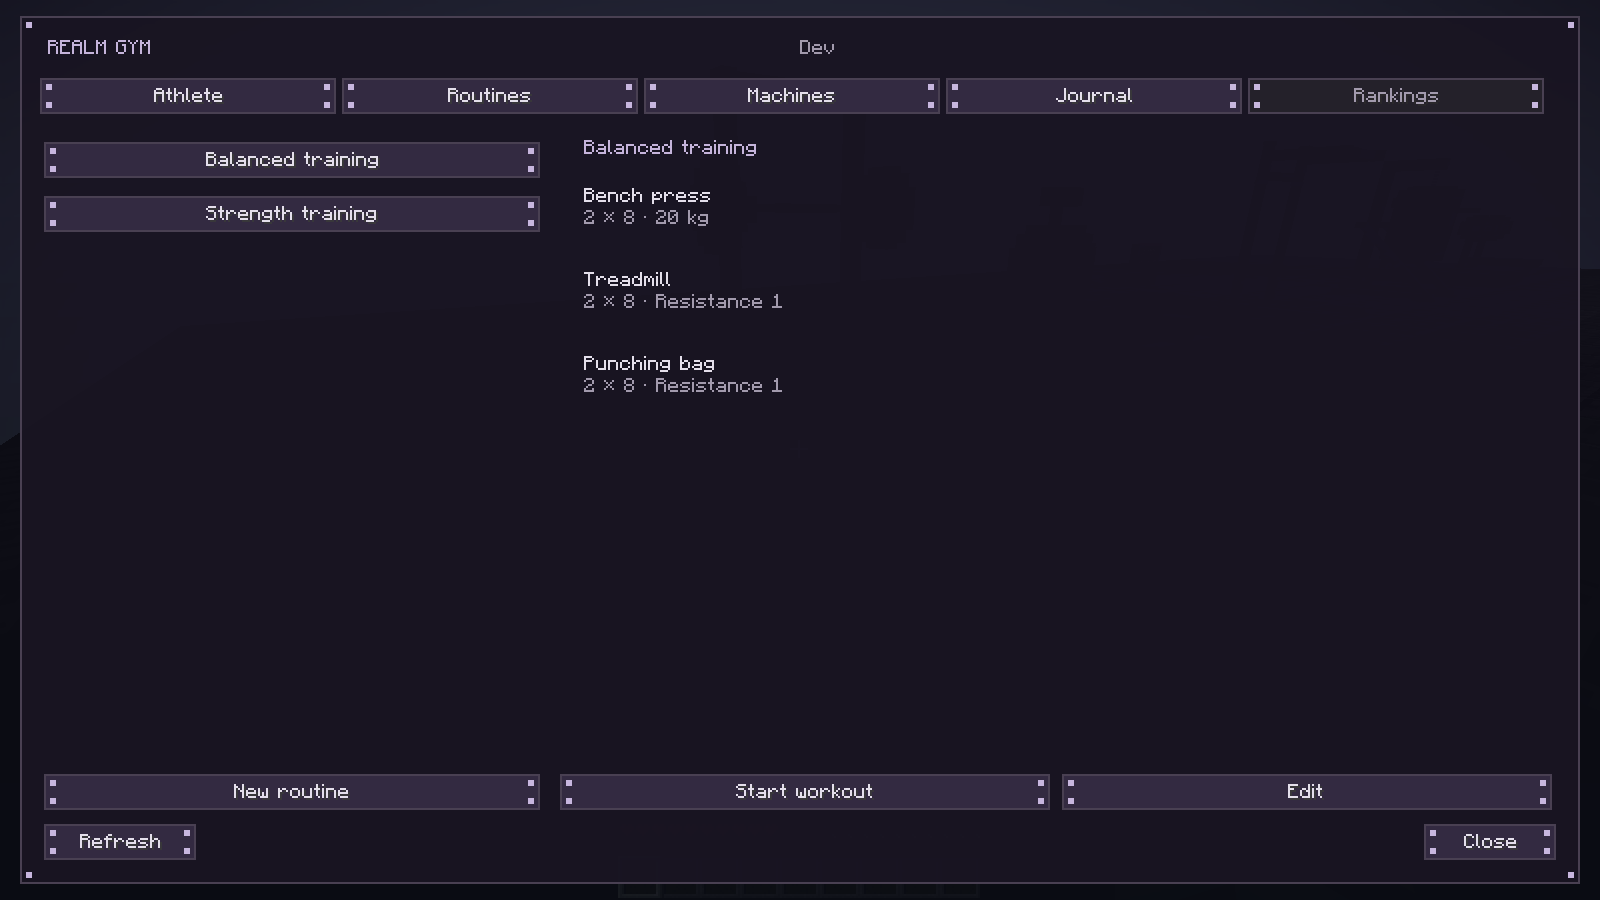 REALM GYM
Dev
Athlete
Routines
Machines
Journal
Rankings
Balanced training
Strength training
Balanced training
Bench press
2 × 8 · 20 kg
Treadmill
2 × 8 · Resistance 1
Punching bag
2 × 8 · Resistance 1
New routine
Start workout
Edit
Refresh
Close